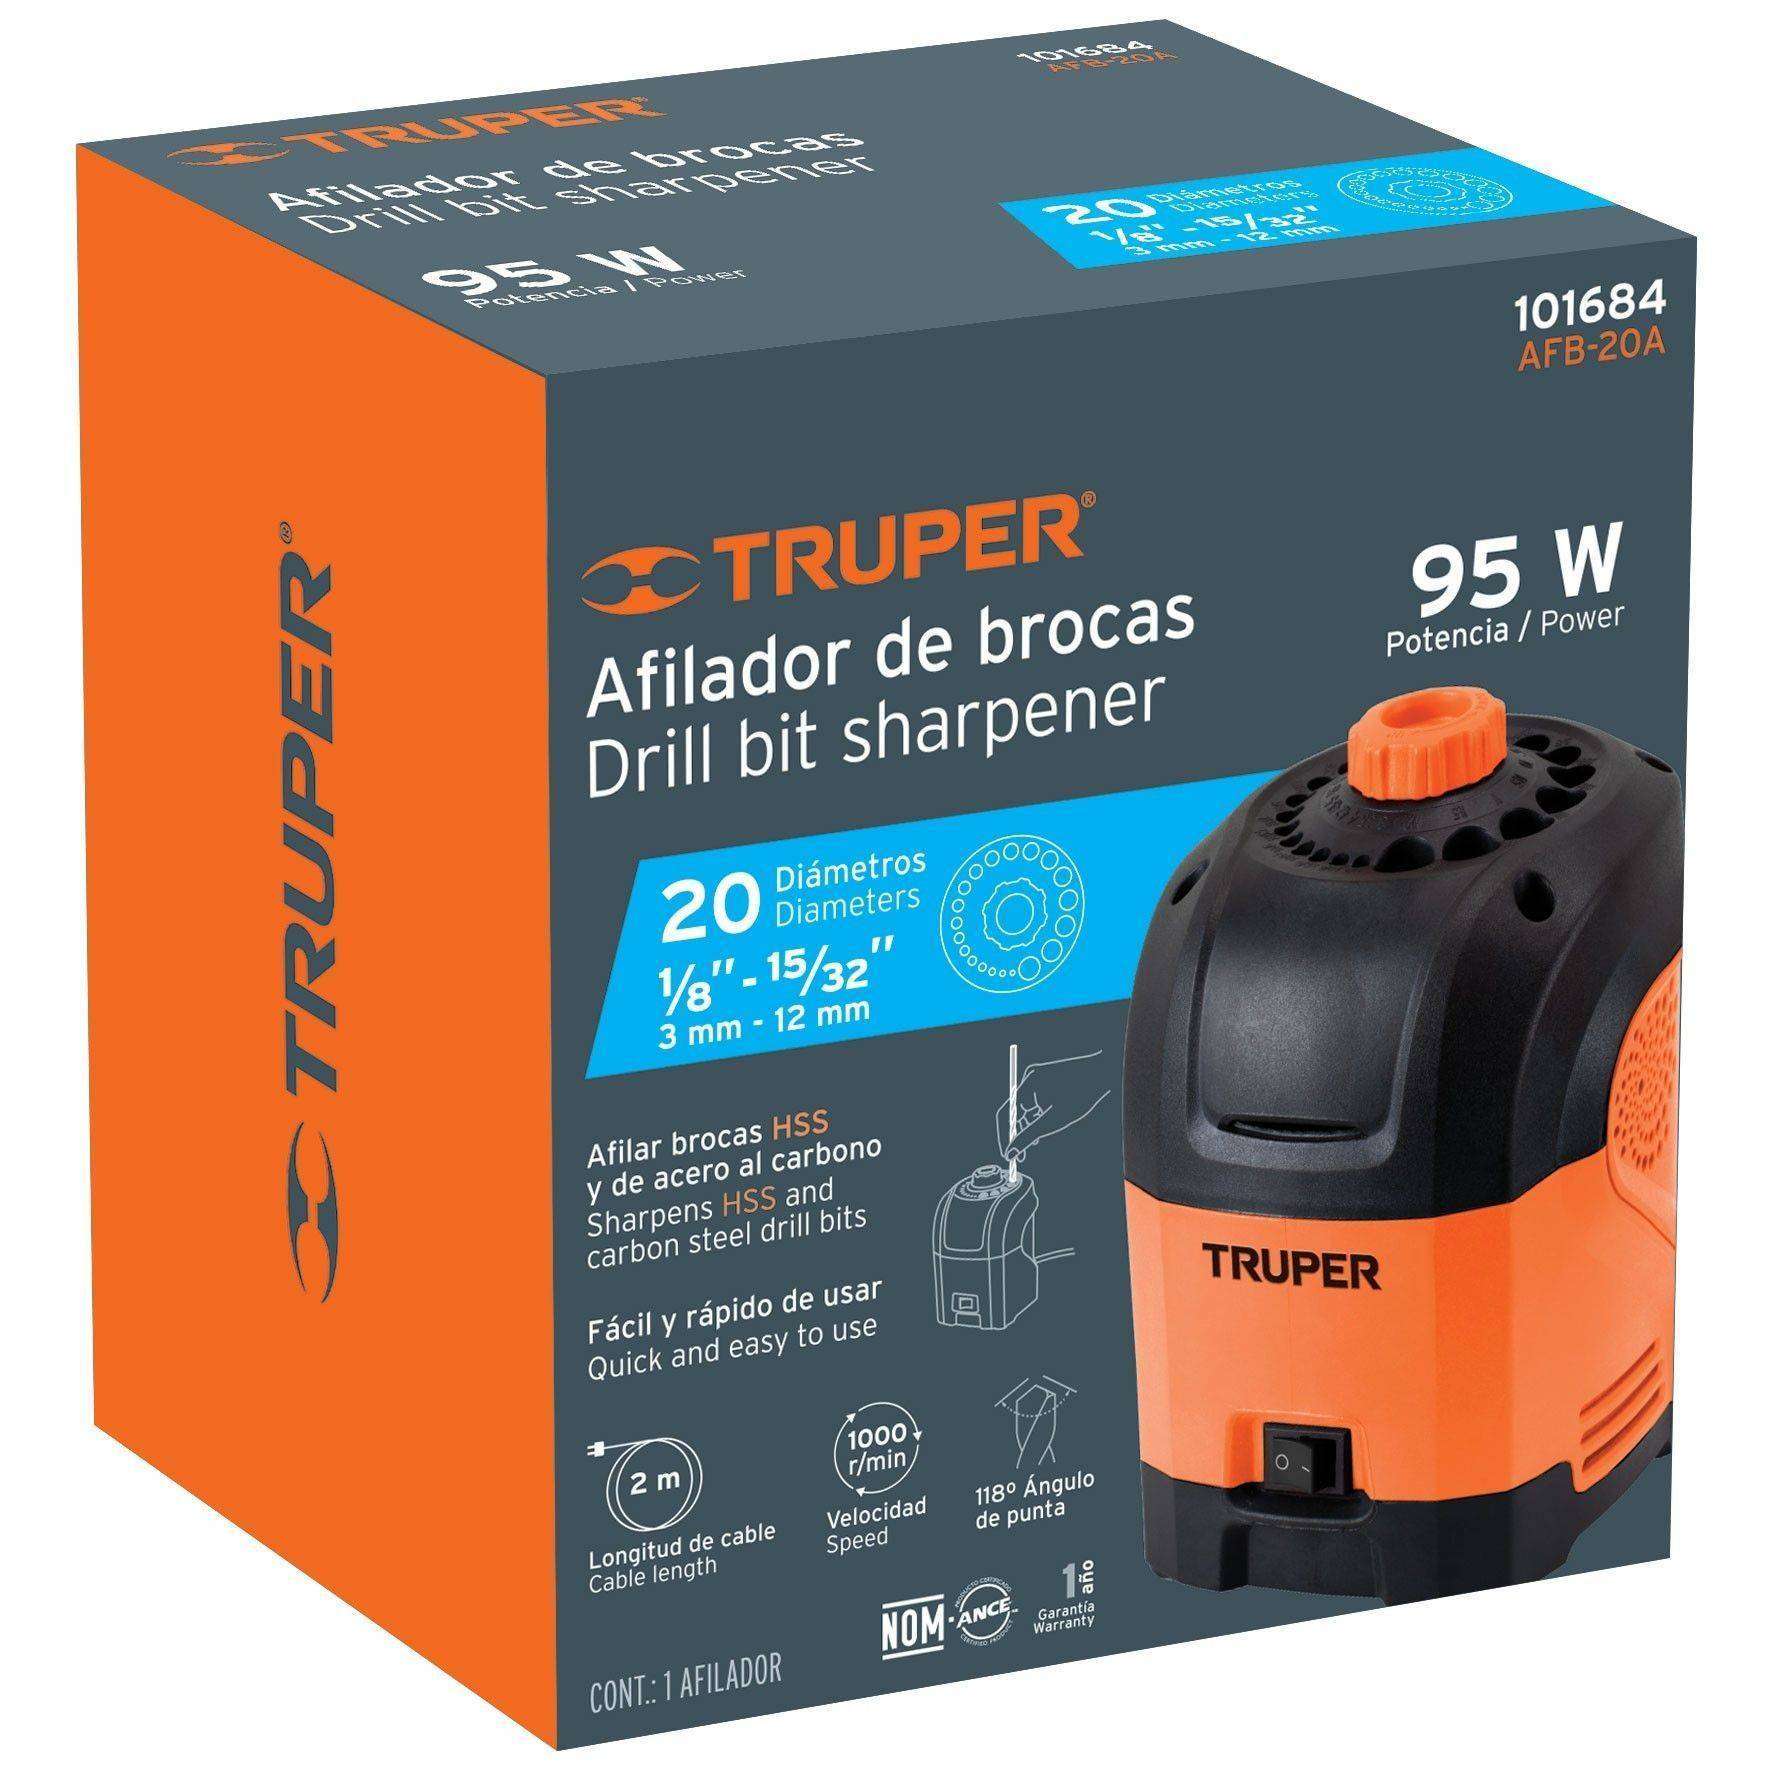 101684
AFB-20A
TRUPER®
Afilador de brocas
Drill bit sharpener
95 W
Potencia / Power
20 Diámetros
Diameters
1/8" - 15/32"
3 mm - 12 mm
TRUPER®
101684
AFB-20A
TRUPER®
Afilador de brocas
Drill bit sharpener
95 W
Potencia / Power
20 Diámetros
Diameters
1/8" - 15/32"
3 mm - 12 mm
Afilar brocas HSS
y de acero al carbono
Sharpens HSS and
carbon steel drill bits
Fácil y rápido de usar
Quick and easy to use
TRUPER
2 m
Longitud de cable
Cable length
1000
r/min
Velocidad
Speed
118° Ángulo
de punta
NOM-ANCE
PRODUCTO CERTIFICADO
CERTIFIED PRODUCT
1 año
Garantía
Warranty
CONT.: 1 AFILADOR